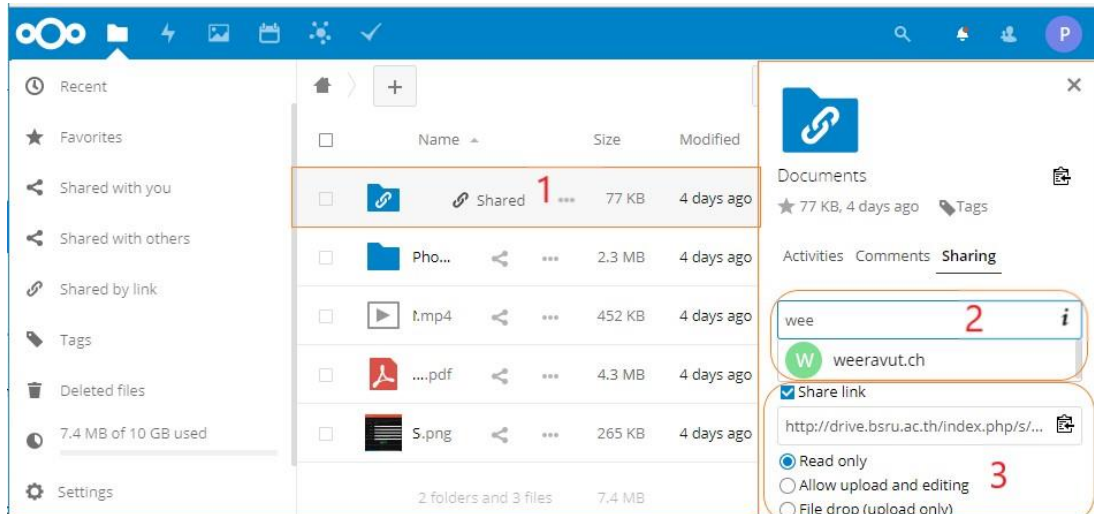 P
Recent
Favorites
Shared with you
Shared with others
Shared by link
Tags
Deleted files
7.4 MB of 10 GB used
Settings
+
Name Size Modified
Shared 1 ... 77 KB 4 days ago
Pho... ... 2.3 MB 4 days ago
.mp4 ... 452 KB 4 days ago
....pdf ... 4.3 MB 4 days ago
S.png ... 265 KB 4 days ago
2 folders and 3 files 7.4 MB
Documents
77 KB, 4 days ago Tags
Activities Comments Sharing
wee 2 i
W weeravut.ch
Share link
http://drive.bsru.ac.th/index.php/s/...
Read only
Allow upload and editing 3
File drop (upload only)